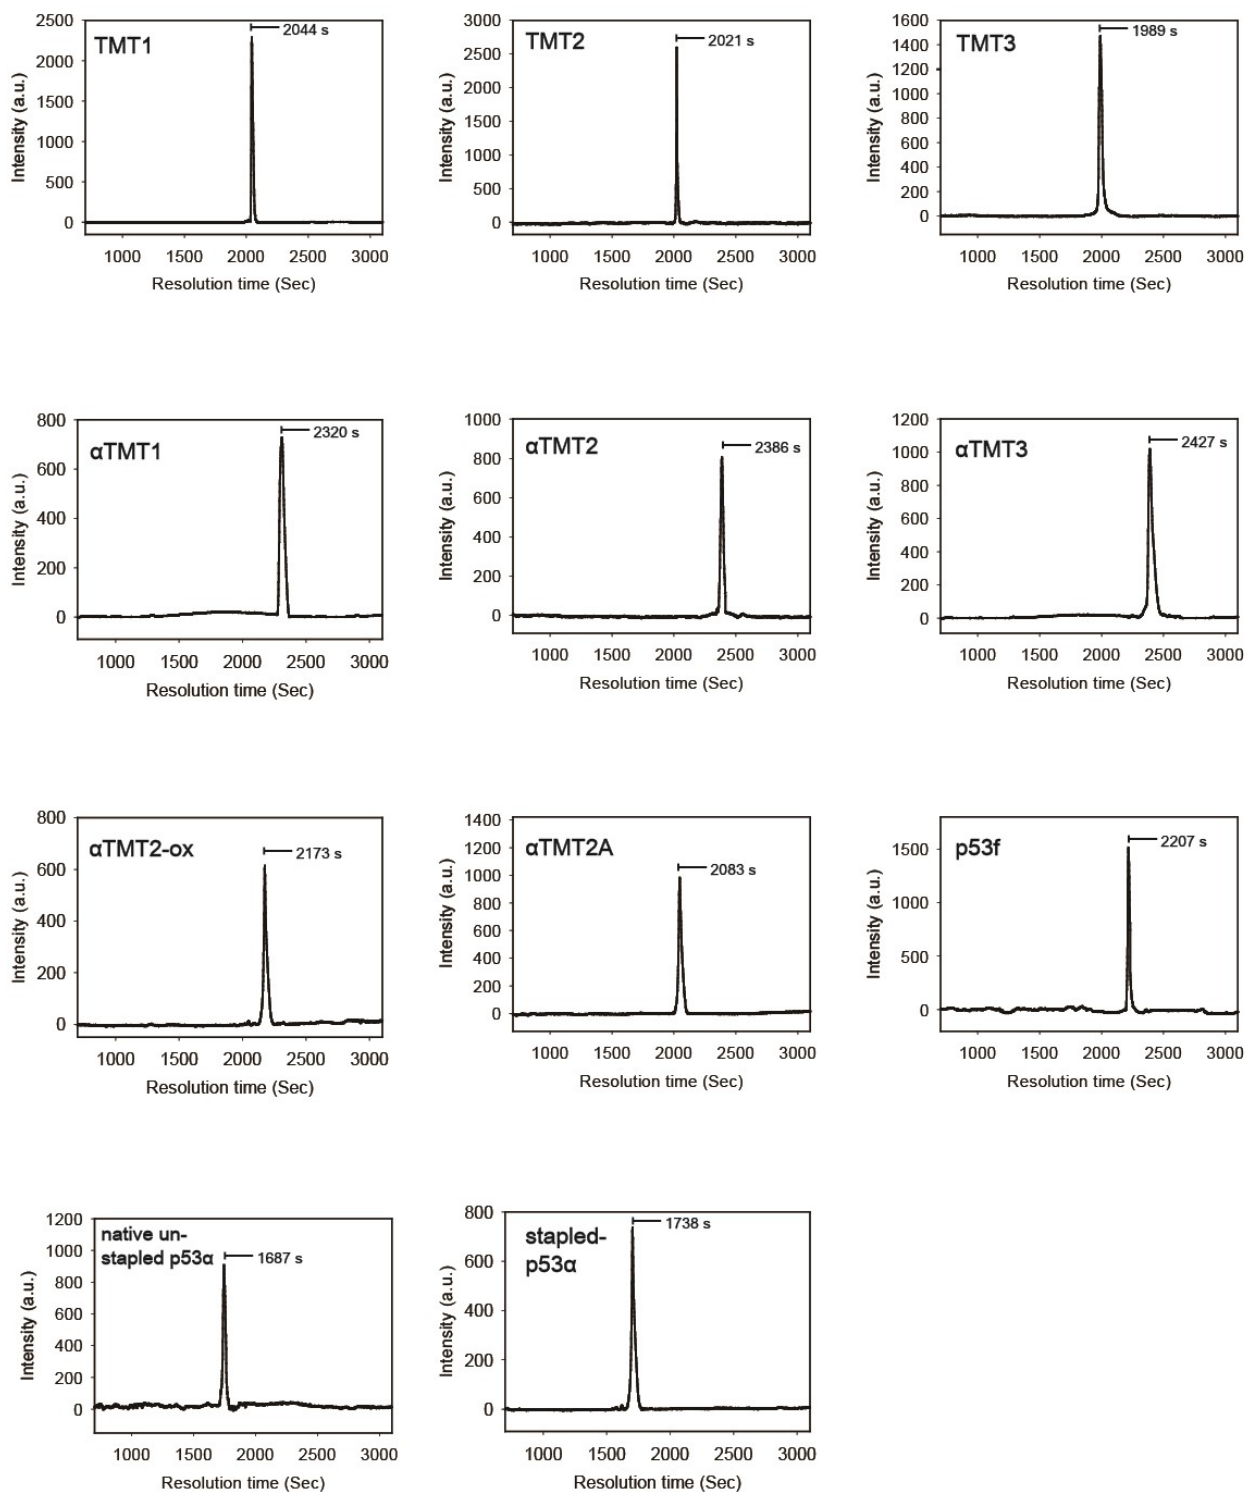 TMT1
2044 s
Intensity (a.u.)
2500
2000
1500
1000
500
0
1000 1500 2000 2500 3000
Resolution time (Sec)
TMT2
2021 s
Intensity (a.u.)
3000
2500
2000
1500
1000
500
0
1000 1500 2000 2500 3000
Resolution time (Sec)
TMT3
1989 s
Intensity (a.u.)
1600
1400
1200
1000
800
600
400
200
0
1000 1500 2000 2500 3000
Resolution time (Sec)
αTMT1
2320 s
Intensity (a.u.)
800
600
400
200
0
1000 1500 2000 2500 3000
Resolution time (Sec)
αTMT2
2386 s
Intensity (a.u.)
1000
800
600
400
200
0
1000 1500 2000 2500 3000
Resolution time (Sec)
αTMT3
2427 s
Intensity (a.u.)
1200
1000
800
600
400
200
0
1000 1500 2000 2500 3000
Resolution time (Sec)
αTMT2-ox
2173 s
Intensity (a.u.)
800
600
400
200
0
1000 1500 2000 2500 3000
Resolution time (Sec)
αTMT2A
2083 s
Intensity (a.u.)
1400
1200
1000
800
600
400
200
0
1000 1500 2000 2500 3000
Resolution time (Sec)
p53f
2207 s
Intensity (a.u.)
1500
1000
500
0
1000 1500 2000 2500 3000
Resolution time (Sec)
native un-
stapled p53α
1687 s
Intensity (a.u.)
1200
1000
800
600
400
200
0
1000 1500 2000 2500 3000
Resolution time (Sec)
stapled-
p53α
1738 s
Intensity (a.u.)
800
600
400
200
0
1000 1500 2000 2500 3000
Resolution time (Sec)